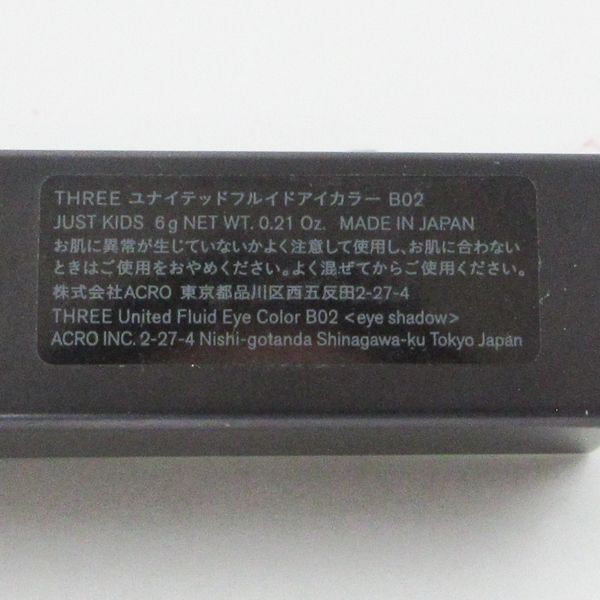 THREE ユナイテッドフルイドアイカラー B02
JUST KIDS 6g NET WT. 0.21 Oz. MADE IN JAPAN
お肌に異常が生じていないかよく注意して使用し、お肌に合わない
ときはご使用をおやめください。よく混ぜてからご使用ください。
株式会社ACRO 東京都品川区西五反田2-27-4
THREE United Fluid Eye Color B02 <eye shadow>
ACRO INC. 2-27-4 Nishi-gotanda Shinagawa-ku Tokyo Japan